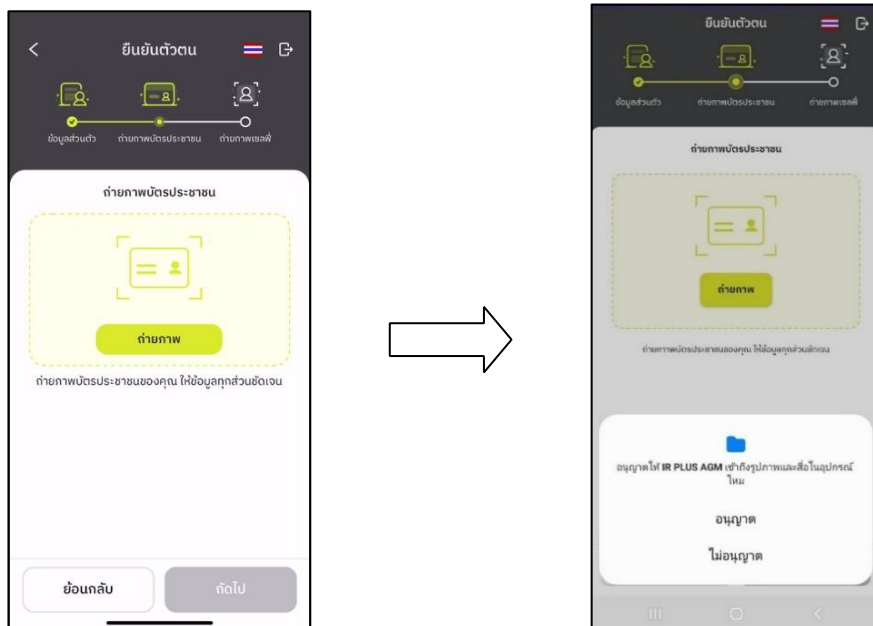 ยืนยันตัวตน
ข้อมูลส่วนตัว ถ่ายภาพบัตรประชาชน ถ่ายภาพเซลฟี่
ถ่ายภาพบัตรประชาชน
ถ่ายภาพ
ถ่ายภาพบัตรประชาชนของคุณ ให้ข้อมูลทุกส่วนชัดเจน
ย้อนกลับ ถัดไป
ยืนยันตัวตน
ข้อมูลส่วนตัว ถ่ายภาพบัตรประชาชน ถ่ายภาพเซลฟี่
ถ่ายภาพบัตรประชาชน
ถ่ายภาพ
ถ่ายภาพบัตรประชาชนของคุณ ให้ข้อมูลทุกส่วนชัดเจน
อนุญาตให้ IR PLUS AGM เข้าถึงรูปภาพและสื่อในอุปกรณ์
ไหม
อนุญาต
ไม่อนุญาต